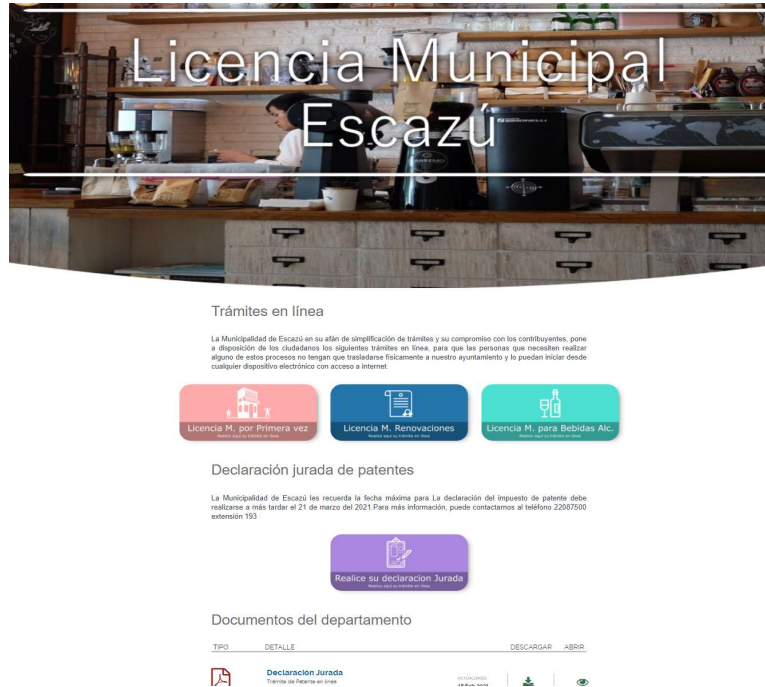 Licencia Municipal
Escazú
Trámites en línea
La Municipalidad de Escazú en su afán de simplificación de trámites y su compromiso con los contribuyentes, pone
a disposición de los ciudadanos los siguientes trámites en línea, para que las personas que necesiten realizar
alguno de estos procesos no tengan que trasladarse físicamente a nuestro ayuntamiento y lo puedan iniciar desde
cualquier dispositivo electrónico con acceso a internet.
Licencia M. por Primera vez
Realice aquí su trámite en línea
Licencia M. Renovaciones
Realice aquí su trámite en línea
Licencia M. para Bebidas Alc.
Realice aquí su trámite en línea
Declaración jurada de patentes
La Municipalidad de Escazú les recuerda la fecha máxima para La declaración del impuesto de patente debe
realizarse a más tardar el 21 de marzo del 2021.Para más información, puede contactarnos al teléfono 22087500
extensión 193
Realice su declaracion Jurada
Realice aquí su trámite en línea
Documentos del departamento
TIPO DETALLE DESCARGAR ABRIR
Declaración Jurada
Trámite de Patente en línea
ACTUALIZADO